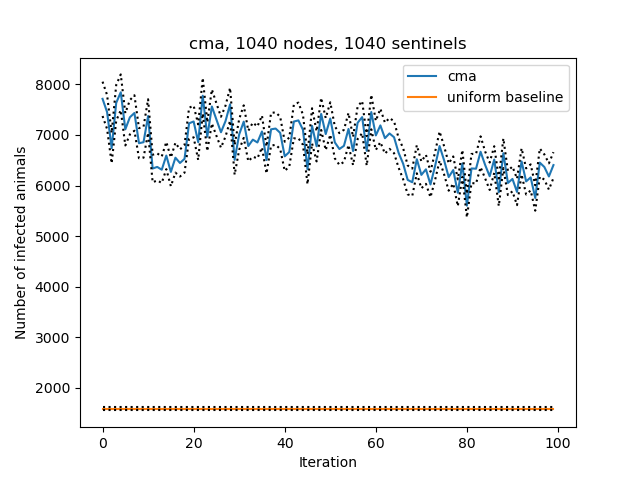 cma, 1040 nodes, 1040 sentinels
cma
uniform baseline
8000
7000
6000
5000
4000
3000
2000
Number of infected animals
0 20 40 60 80 100
Iteration